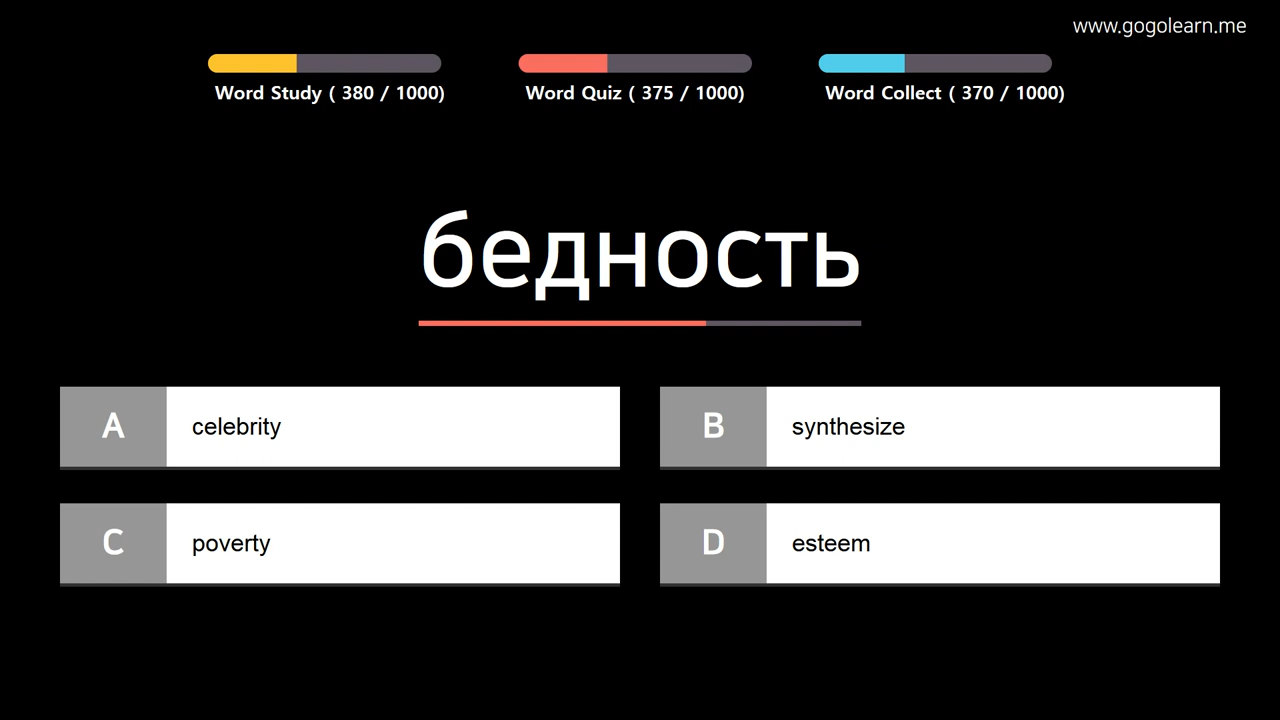 www.gogolearn.me
Word Study ( 380 / 1000)
Word Quiz ( 375 / 1000)
Word Collect ( 370 / 1000)
бедность
A celebrity
B synthesize
C poverty
D esteem